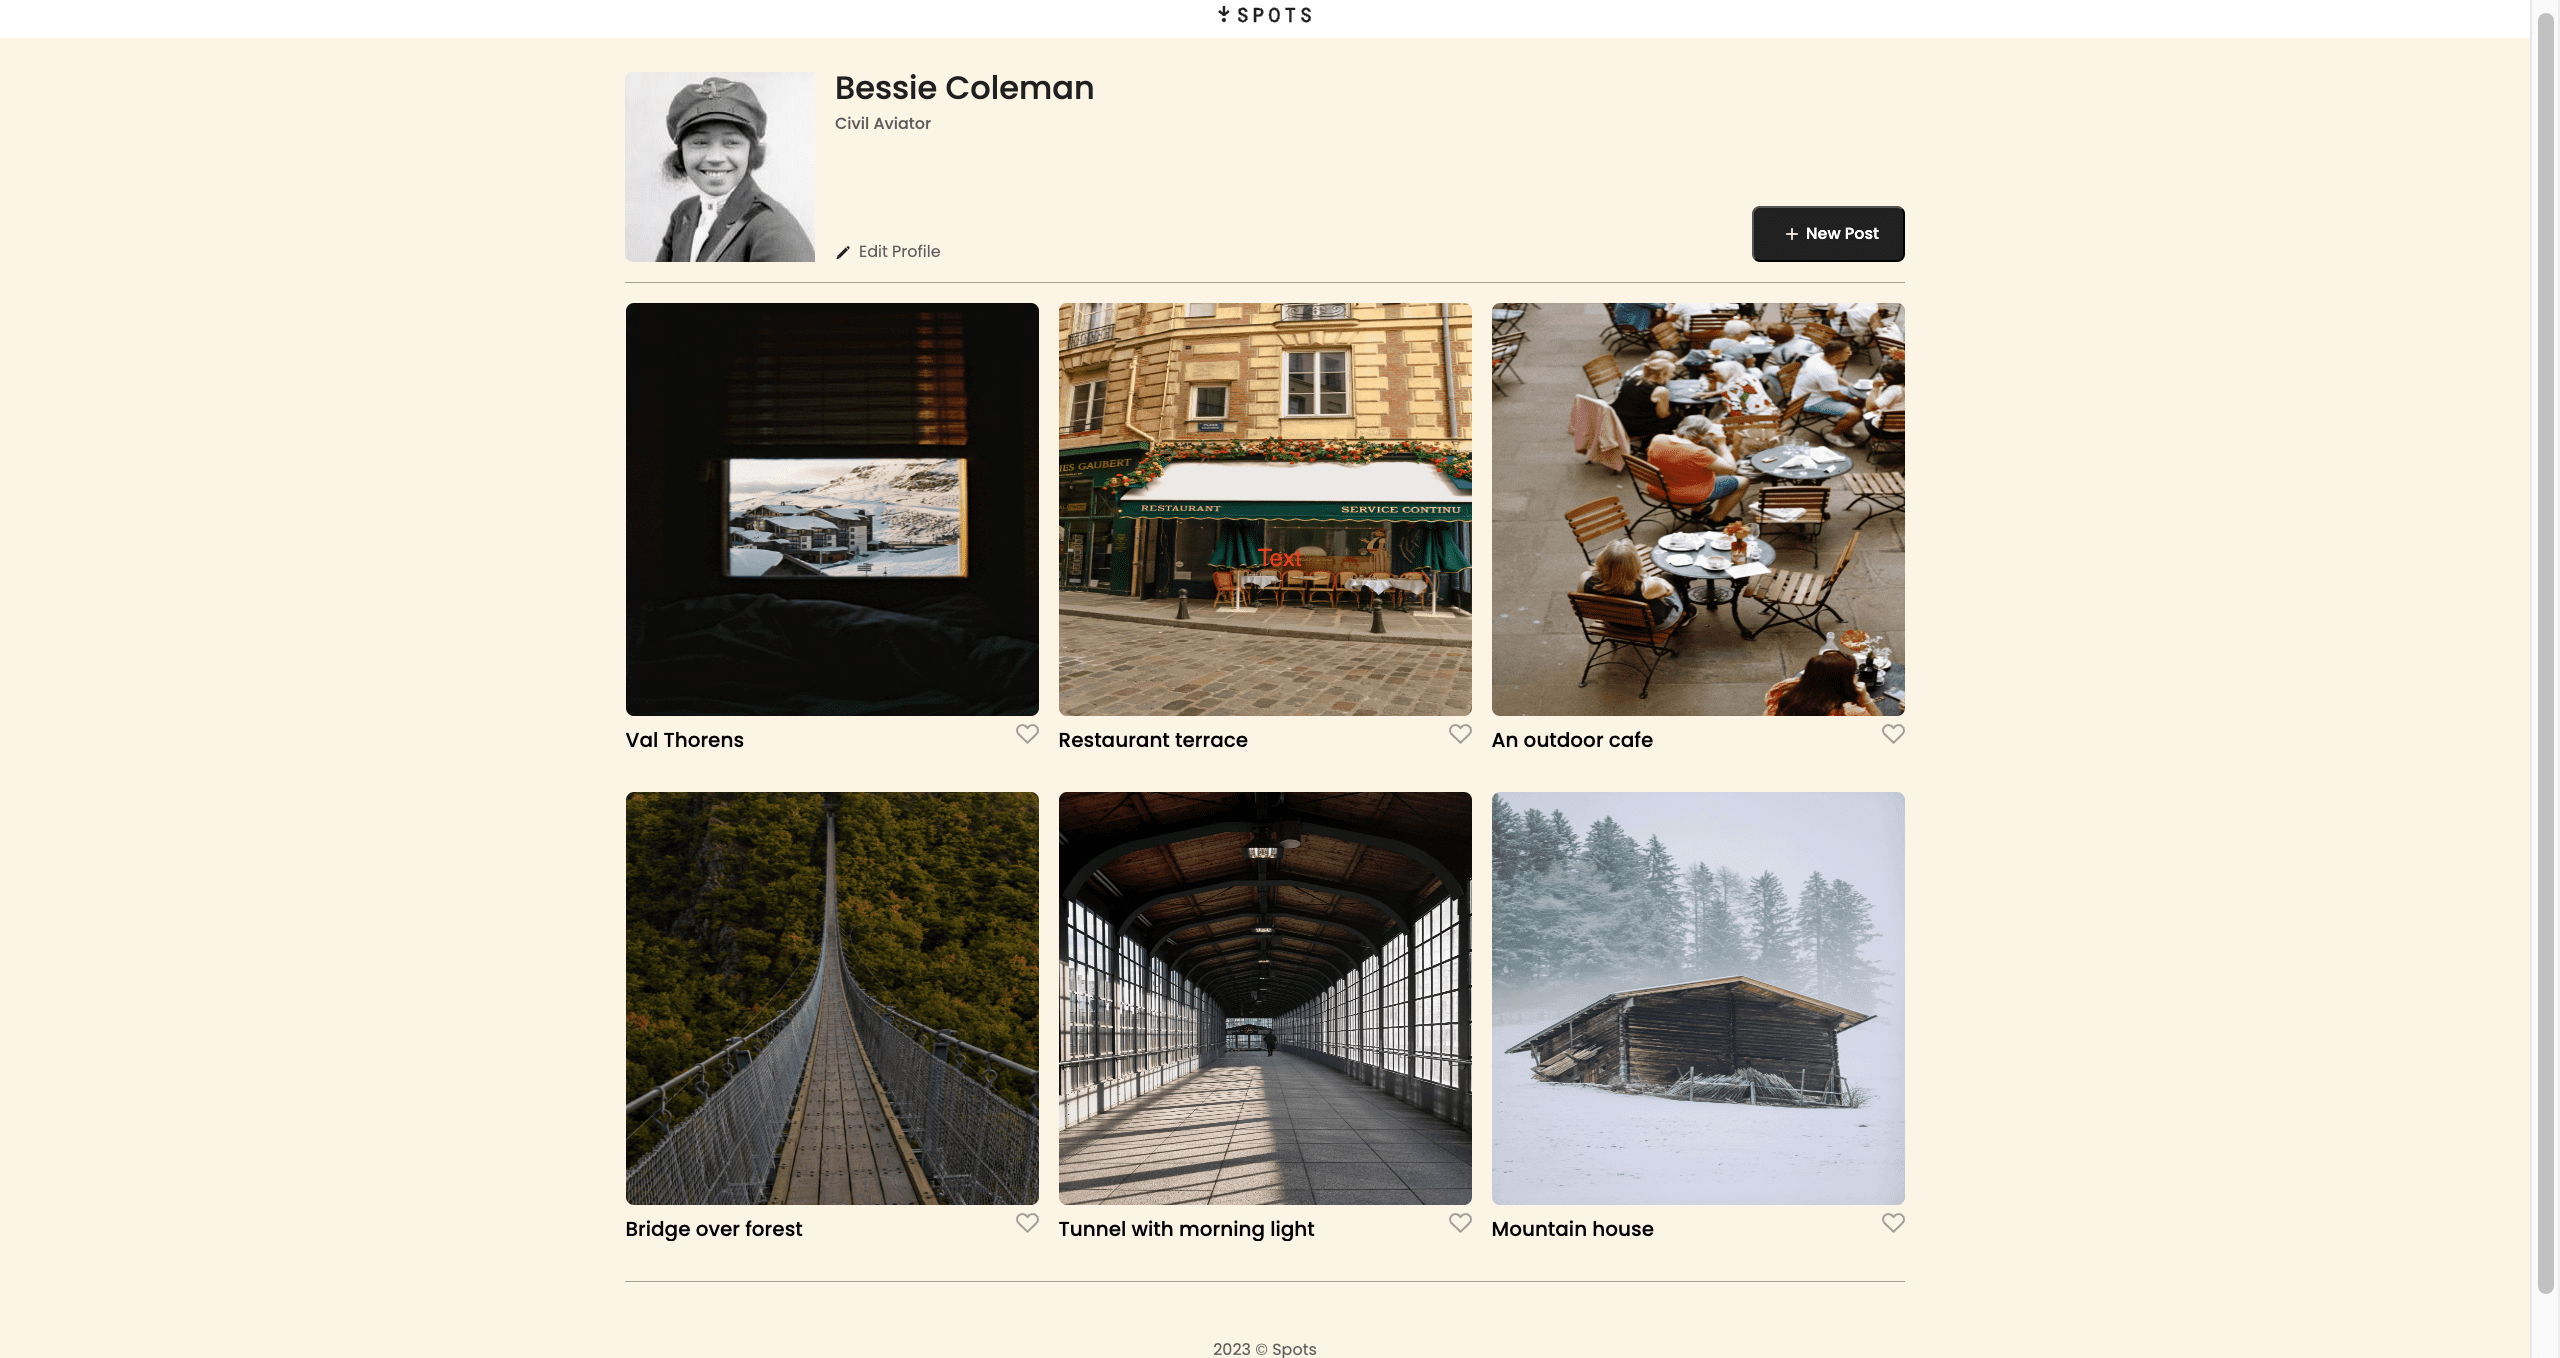 SPOTS
Bessie Coleman
Civil Aviator
Edit Profile
+ New Post
IES GAUBERT
RESTAURANT
SERVICE CONTINU
Text
Val Thorens
Restaurant terrace
An outdoor cafe
Bridge over forest
Tunnel with morning light
Mountain house
2023 © Spots